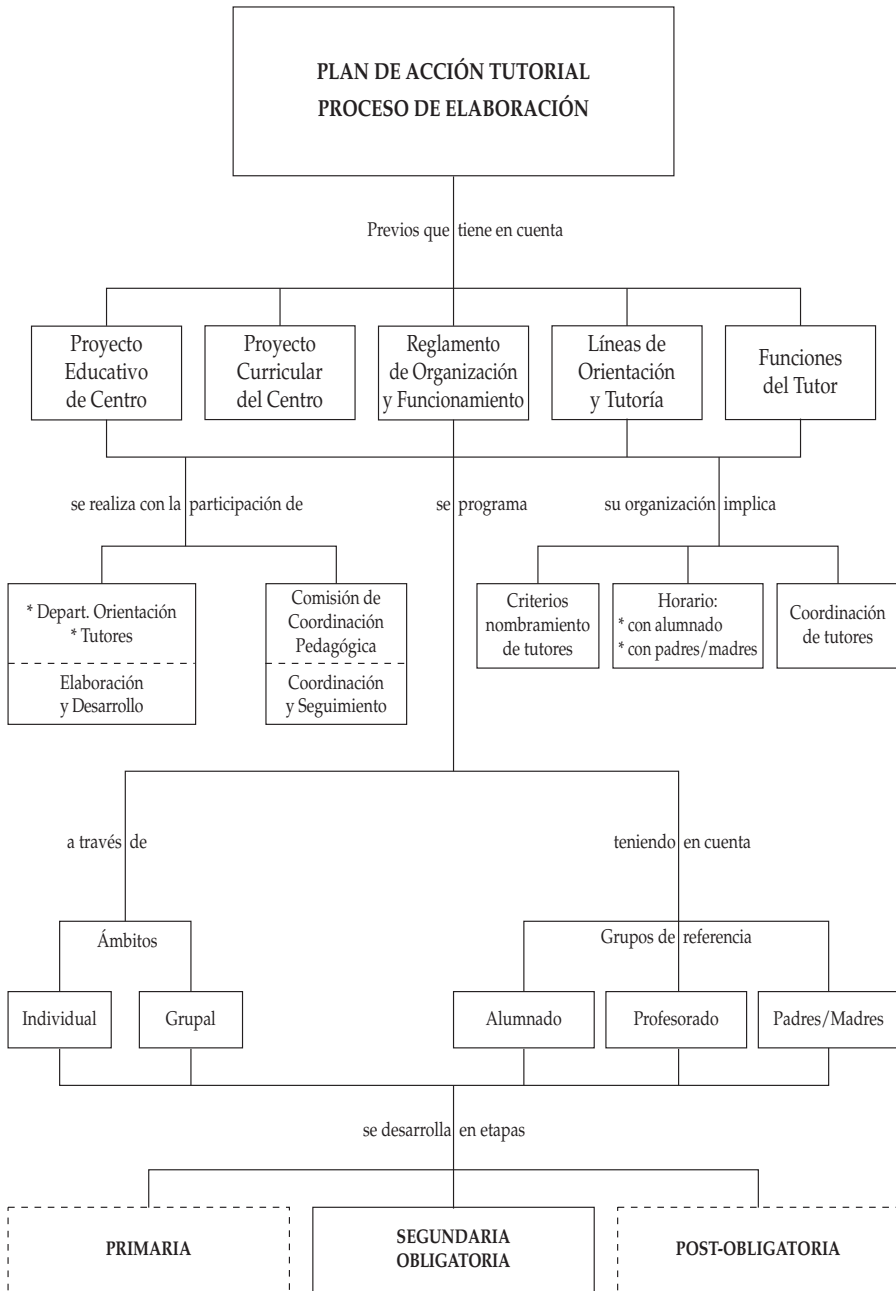 PLAN DE ACCIÓN TUTORIAL
PROCESO DE ELABORACIÓN
Previos que tiene en cuenta
Proyecto
Educativo
de Centro
Proyecto
Curricular
del Centro
Reglamento
de Organización
y Funcionamiento
Líneas de
Orientación
y Tutoría
Funciones
del Tutor
se realiza con la participación de
se programa
su organización implica
* Depart. Orientación
* Tutores
Elaboración
y Desarrollo
Comisión de
Coordinación
Pedagógica
Coordinación
y Seguimiento
Criterios
nombramiento
de tutores
Horario:
* con alumnado
* con padres/madres
Coordinación
de tutores
a través de
teniendo en cuenta
Ámbitos
Grupos de referencia
Individual
Grupal
Alumnado
Profesorado
Padres/Madres
se desarrolla en etapas
PRIMARIA
SEGUNDARIA
OBLIGATORIA
POST-OBLIGATORIA